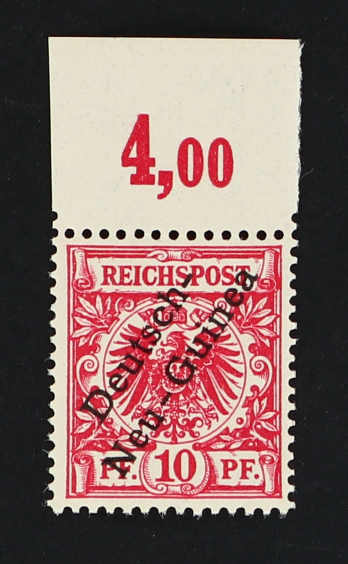 4,00
REICHSPOST
Deutsch-
Neu-Guinea
PF. 10 PF.